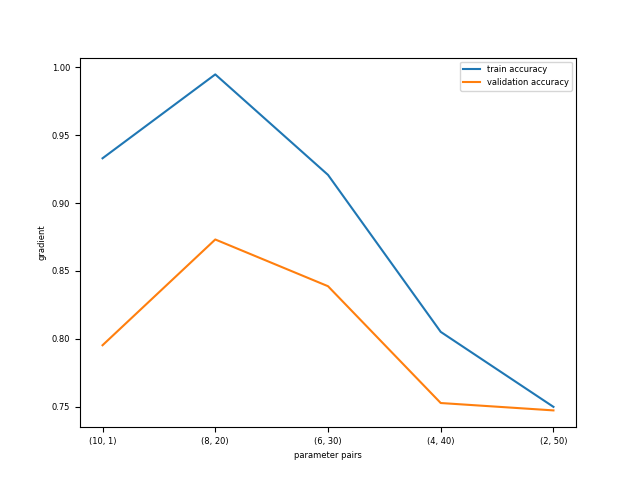 train accuracy
validation accuracy
1.00
0.95
0.90
0.85
0.80
0.75
gradient
(10, 1)
(8, 20)
(6, 30)
(4, 40)
(2, 50)
parameter pairs